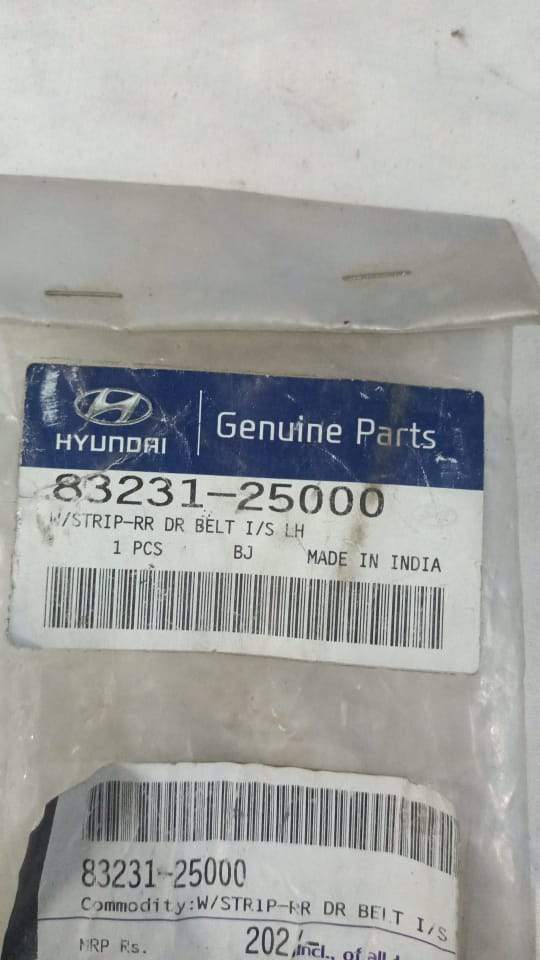 HYUNDAI
Genuine Parts
83231-25000
W/STRIP-RR DR BELT I/S LH
1 PCS BJ MADE IN INDIA
83231-25000
Commodity:W/STRIP-RR DR BELT I/S
MRP Rs. 202/- Incl., of all